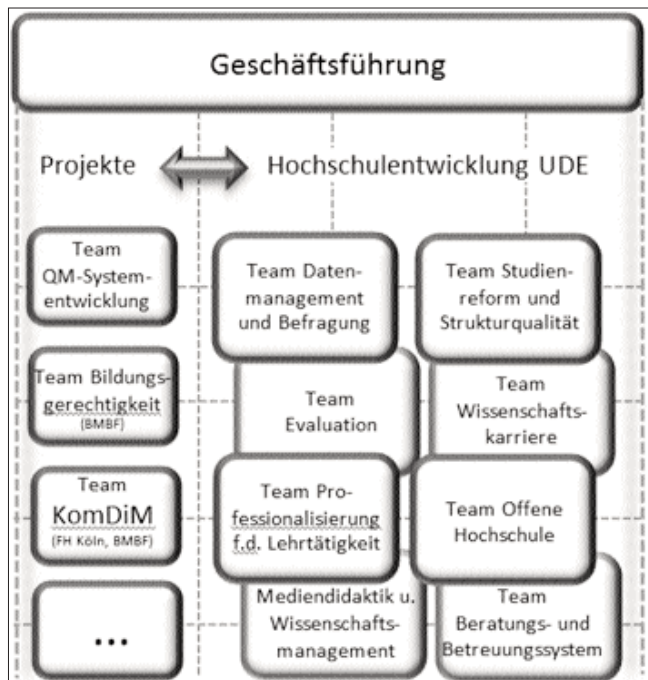 Geschäftsführung
Projekte
Hochschulentwicklung UDE
Team
QM-System-
entwicklung
Team Bildungs-
gerechtigkeit
(BMBF)
Team
KomDiM
(FH Köln, BMBF)
...
Team Daten-
management
und Befragung
Team
Evaluation
Team Pro-
fessionalisierung
f.d. Lehrtätigkeit
Mediendidaktik u.
Wissenschafts-
management
Team Studien-
reform und
Strukturqualität
Team
Wissenschafts-
karriere
Team Offene
Hochschule
Team
Beratungs- und
Betreuungssystem